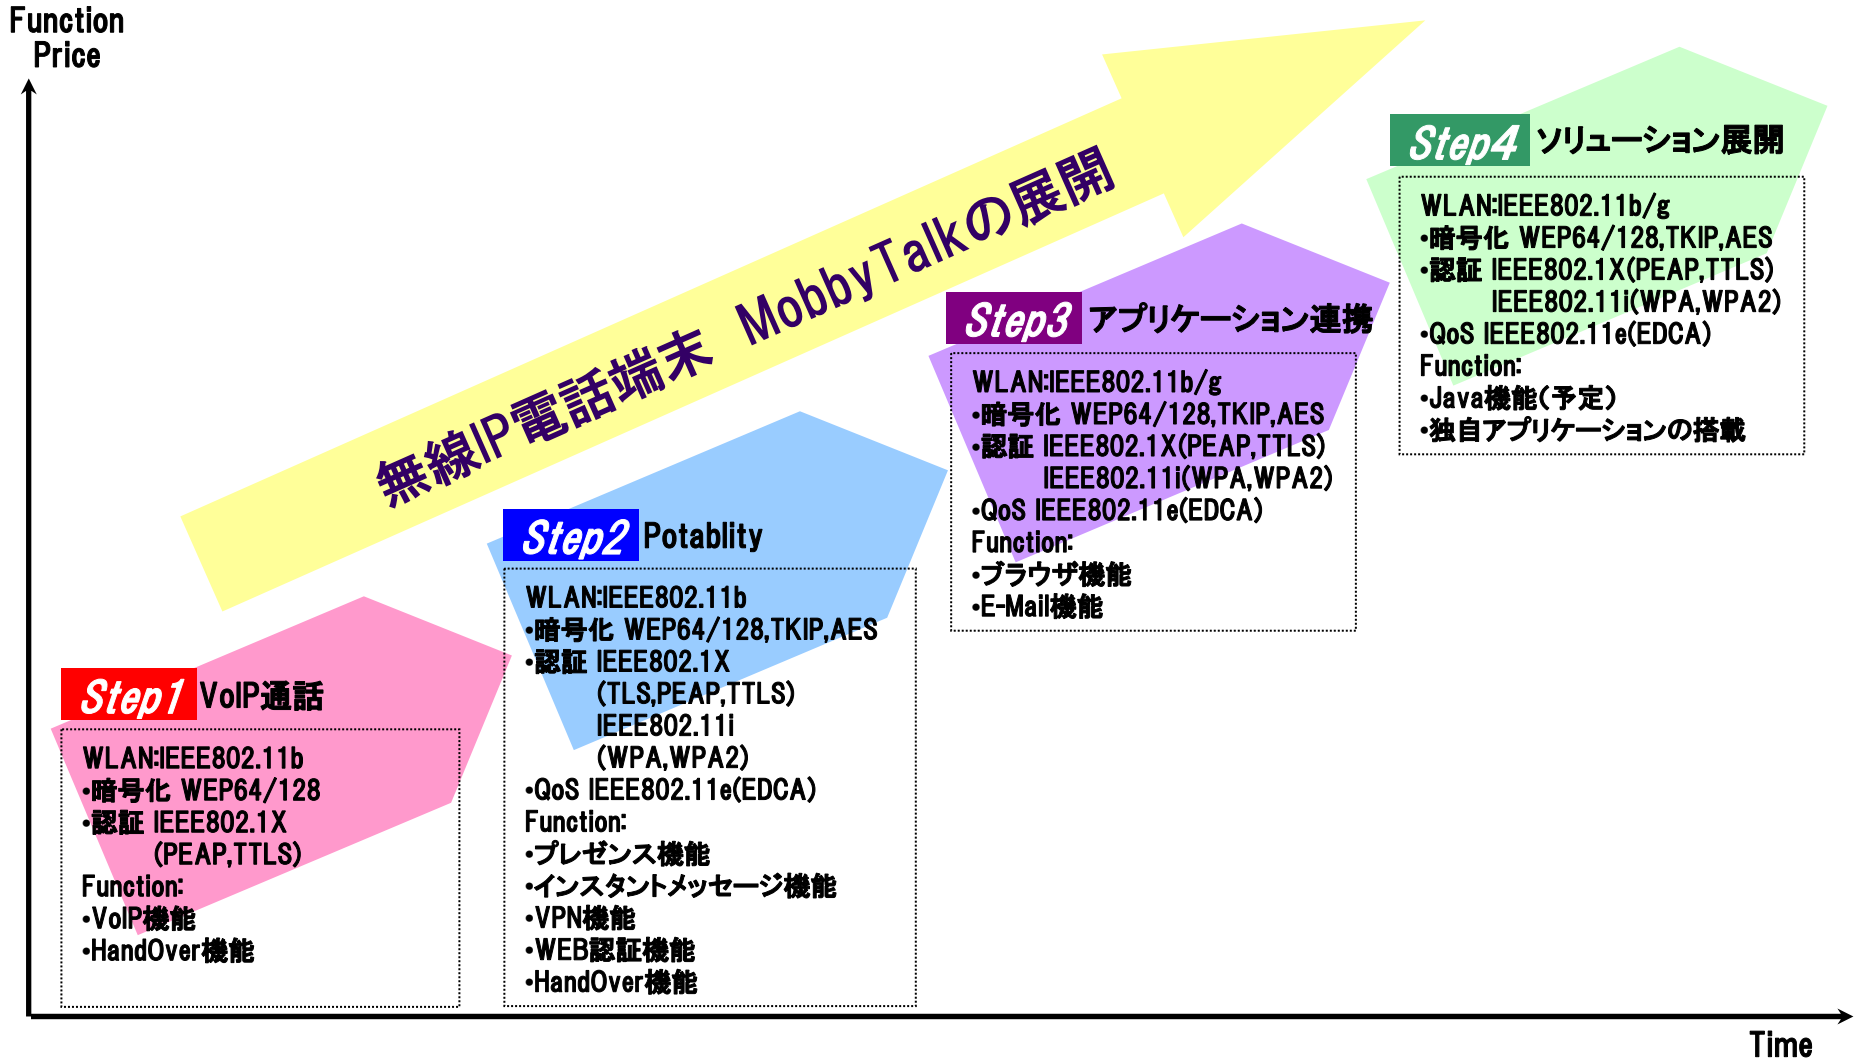 Function
Price
無線IP電話端末　MobbyTalkの展開
Step1 VoIP通話
WLAN:IEEE802.11b
・暗号化 WEP64/128
・認証 IEEE802.1X
(PEAP,TTLS)
Function:
・VoIP機能
・HandOver機能
Step2 Potablity
WLAN:IEEE802.11b
・暗号化 WEP64/128,TKIP,AES
・認証 IEEE802.1X
(TLS,PEAP,TTLS)
IEEE802.11i
(WPA,WPA2)
・QoS IEEE802.11e(EDCA)
Function:
・プレゼンス機能
・インスタントメッセージ機能
・VPN機能
・WEB認証機能
・HandOver機能
Step3 アプリケーション連携
WLAN:IEEE802.11b/g
・暗号化 WEP64/128,TKIP,AES
・認証 IEEE802.1X(PEAP,TTLS)
IEEE802.11i(WPA,WPA2)
・QoS IEEE802.11e(EDCA)
Function:
・ブラウザ機能
・E-Mail機能
Step4 ソリューション展開
WLAN:IEEE802.11b/g
・暗号化 WEP64/128,TKIP,AES
・認証 IEEE802.1X(PEAP,TTLS)
IEEE802.11i(WPA,WPA2)
・QoS IEEE802.11e(EDCA)
Function:
・Java機能（予定）
・独自アプリケーションの搭載
Time